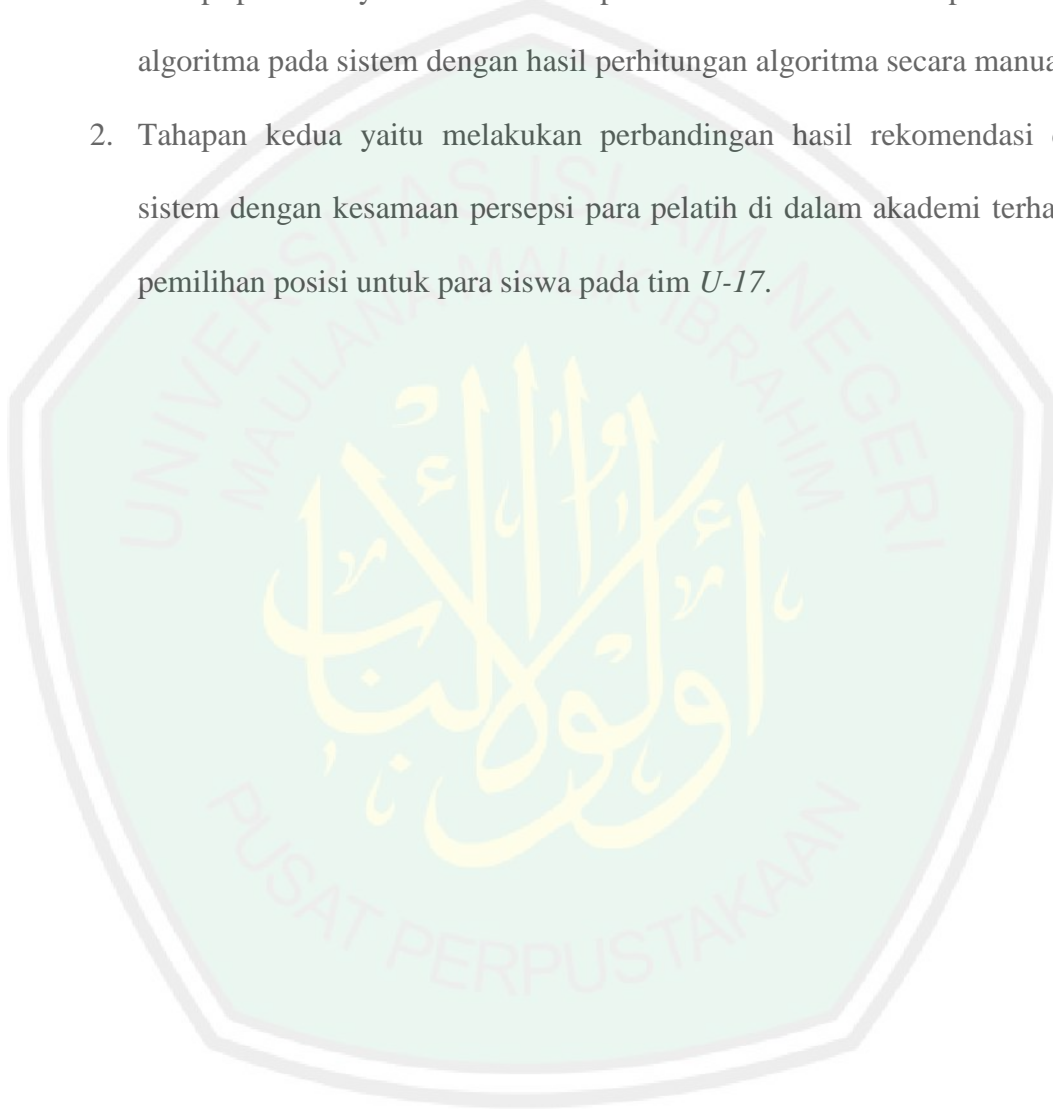 algoritma pada sistem dengan hasil perhitungan algoritma secara
2. Tahapan kedua yaitu melakukan perbandingan hasil rekomendasi
sistem dengan kesamaan persepsi para pelatih di dalam akademi
pemilihan posisi untuk para siswa pada tim U-17.
UNIVERSITAS ISLAM NEGERI
MAULANA MALIK IBRAHIM
أولوا الألباب
PUSAT PERPUSTAKAAN